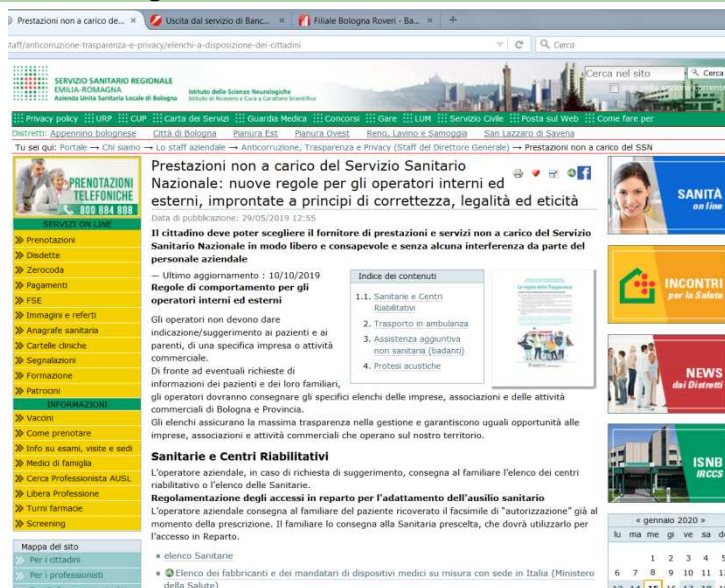 Prestazioni non a carico de... ×
Uscita dal servizio di Banc... ×
Filiale Bologna Roveri - Ba... × +
taff/anticorruzione-trasparenza-e-privacy/elenchi-a-disposizione-dei-cittadini
Cerca
SERVIZIO SANITARIO REGIONALE
EMILIA-ROMAGNA
Azienda Unità Sanitaria Locale di Bologna
Istituto delle Scienze Neurologiche
Istituto di Ricovero e Cura a Carattere Scientifico
Cerca nel sito
Cerca
Privacy policy URP CUP Carta dei Servizi Guardia Medica Concorsi Gare LUM Servizio Civile Posta sul Web Come fare per
Distretti: Appennino bolognese Città di Bologna Pianura Est Pianura Ovest Reno, Lavino e Samoggia San Lazzaro di Savena
Tu sei qui: Portale → Chi siamo → Lo staff aziendale → Anticorruzione, Trasparenza e Privacy (Staff del Direttore Generale) → Prestazioni non a carico del SSN
PRENOTAZIONI
TELEFONICHE
800 884 888
SERVIZI ON LINE
Prenotazioni
Disdette
Zerocoda
Pagamenti
FSE
Immagini e referti
Anagrafe sanitaria
Cartelle cliniche
Segnalazioni
Formazione
Patrocini
INFORMAZIONI
Vaccini
Come prenotare
Info su esami, visite e sedi
Medici di famiglia
Cerca Professionista AUSL
Libera Professione
Turni farmacie
Screening
Mappa del sito
Per i cittadini
Per i professionisti
Prestazioni non a carico del Servizio Sanitario
Nazionale: nuove regole per gli operatori interni ed
esterni, improntate a principi di correttezza, legalità ed eticità
Data di pubblicazione: 29/05/2019 12:55
Il cittadino deve poter scegliere il fornitore di prestazioni e servizi non a carico del Servizio
Sanitario Nazionale in modo libero e consapevole e senza alcuna interferenza da parte del
personale aziendale
— Ultimo aggiornamento : 10/10/2019
Regole di comportamento per gli
operatori interni ed esterni
Gli operatori non devono dare
indicazione/suggerimento ai pazienti e ai
parenti, di una specifica impresa o attività
commerciale.
Di fronte ad eventuali richieste di
informazioni dei pazienti e dei loro familiari,
gli operatori dovranno consegnare gli specifici elenchi delle imprese, associazioni e delle attività
commerciali di Bologna e Provincia.
Gli elenchi assicurano la massima trasparenza nella gestione e garantiscono uguali opportunità alle
imprese, associazioni e attività commerciali che operano sul nostro territorio.
Indice dei contenuti
1.1. Sanitarie e Centri
Riabilitativi
2. Trasporto in ambulanza
3. Assistenza aggiuntiva
non sanitaria (badanti)
4. Protesi acustiche
Sanitarie e Centri Riabilitativi
L'operatore aziendale, in caso di richiesta di suggerimento, consegna al familiare l'elenco dei centri
riabilitativo o l'elenco delle Sanitarie.
Regolamentazione degli accessi in reparto per l'adattamento dell'ausilio sanitario
L'operatore aziendale consegna al familiare del paziente ricoverato il facsimile di "autorizzazione" già al
momento della prescrizione. Il familiare lo consegna alla Sanitaria prescelta, che dovrà utilizzarlo per
l'accesso in Reparto.
elenco Sanitarie
Elenco dei fabbricanti e dei mandatari di dispositivi medici su misura con sede in Italia (Ministero
della Salute)
SANITÀ
on line
INCONTRI
per la Salute
NEWS
dai Distretti
ISNB
IRCCS
« gennaio 2020 »
lu ma me gi ve sa do
1 2 3 4 5
6 7 8 9 10 11